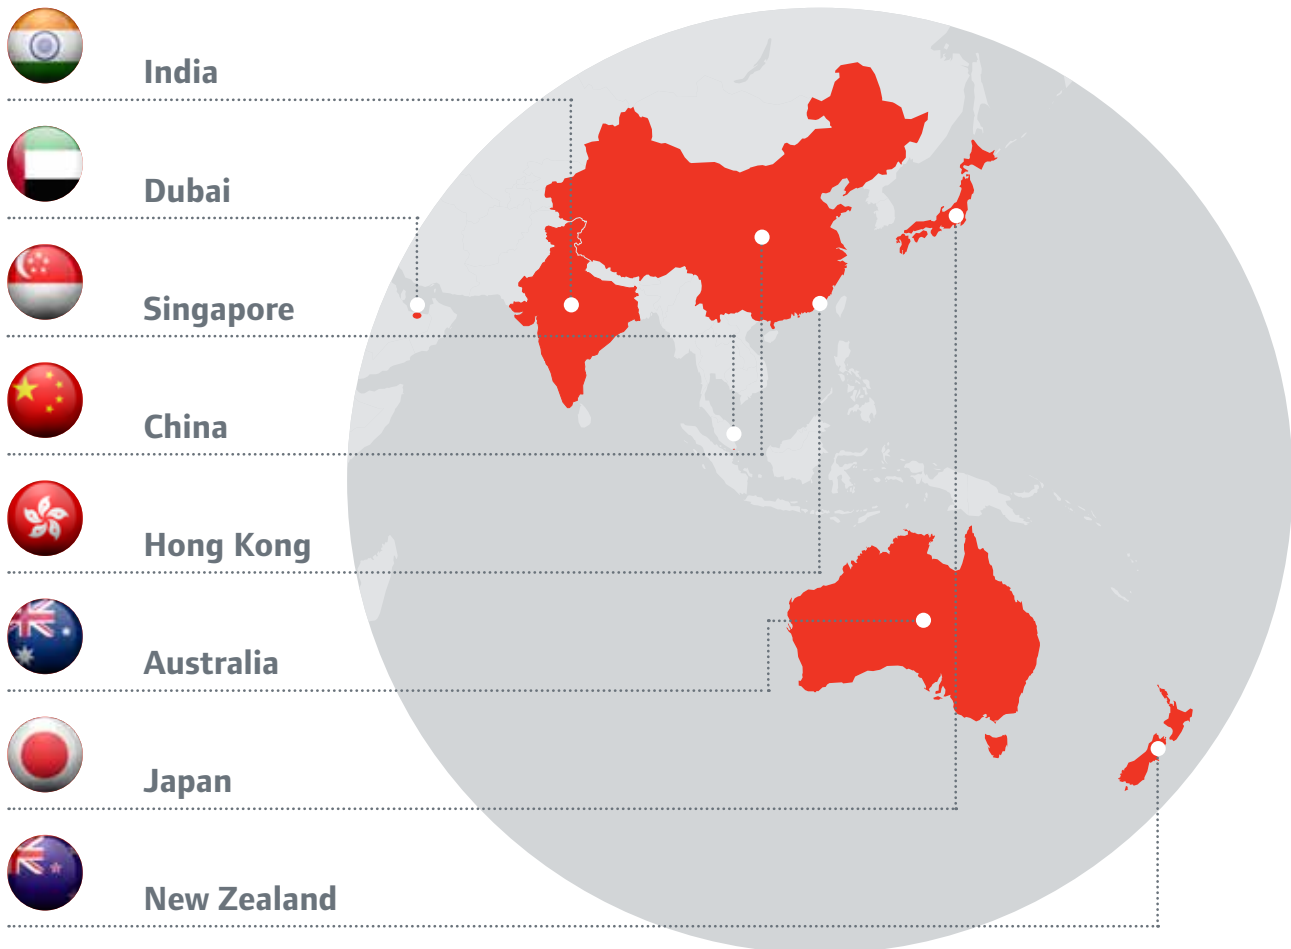 India
Dubai
Singapore
China
Hong Kong
Australia
Japan
New Zealand